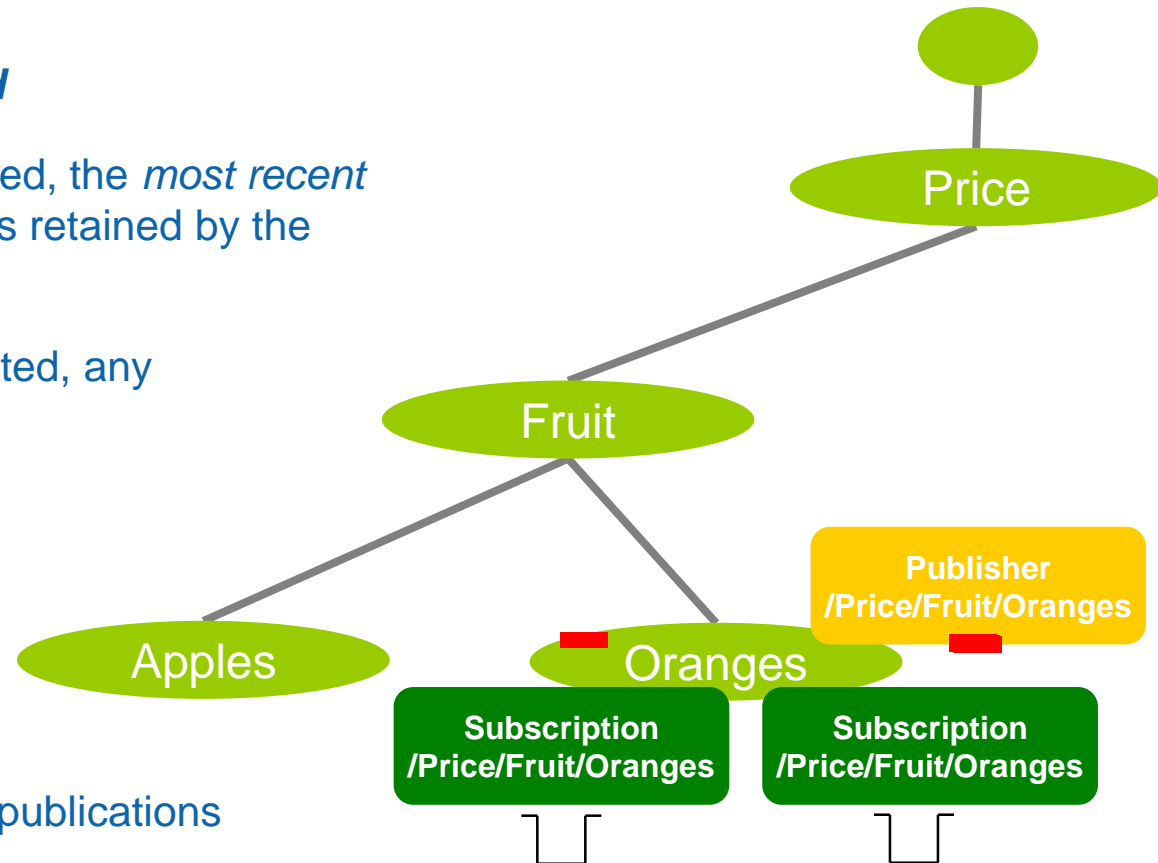 ed, the most recent
s retained by the
ted, any
publications
Price
Fruit
Apples
Oranges
Publisher
/Price/Fruit/Oranges
Subscription
/Price/Fruit/Oranges
Subscription
/Price/Fruit/Oranges